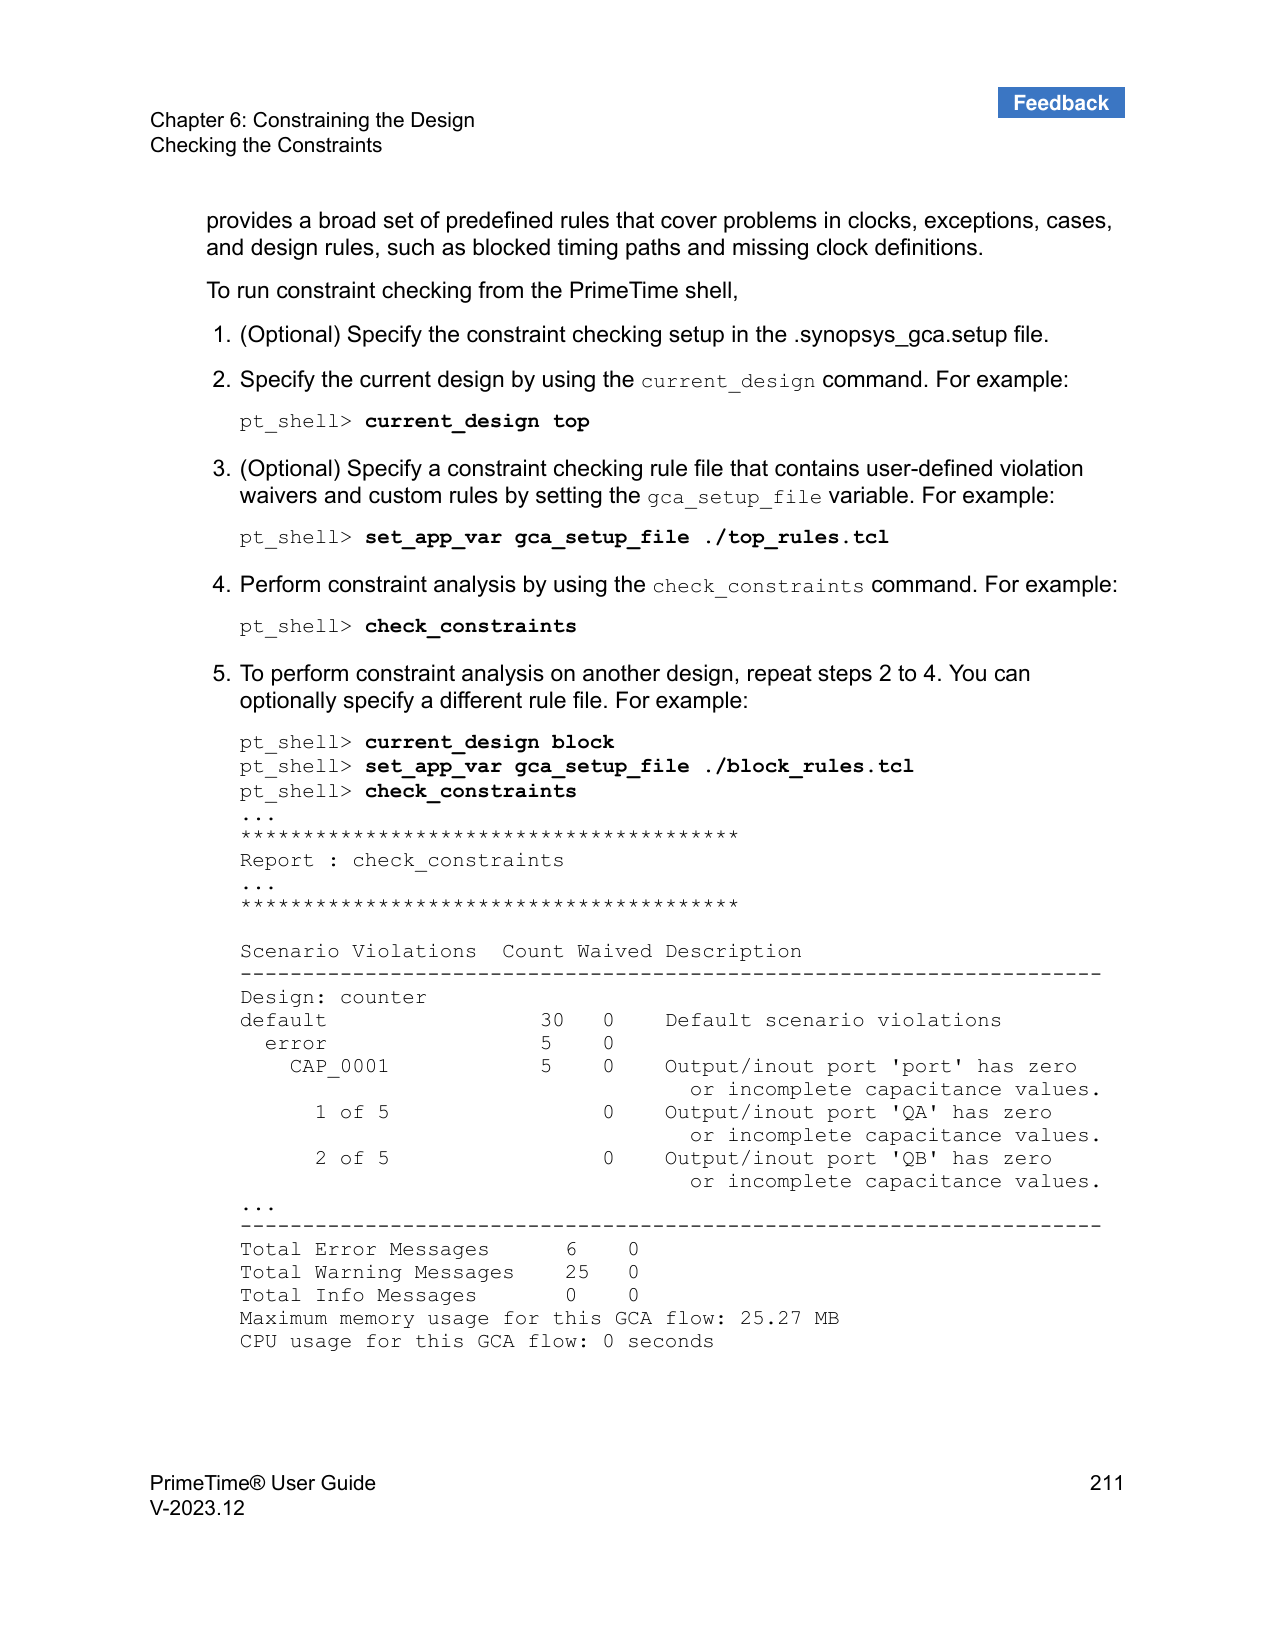 Feedback
Chapter 6: Constraining the Design
Checking the Constraints
provides a broad set of predefined rules that cover problems in clocks, exceptions, cases,
and design rules, such as blocked timing paths and missing clock definitions.
To run constraint checking from the PrimeTime shell,
1. (Optional) Specify the constraint checking setup in the .synopsys_gca.setup file.
2. Specify the current design by using the current_design command. For example:
pt_shell> current_design top
3. (Optional) Specify a constraint checking rule file that contains user-defined violation
waivers and custom rules by setting the gca_setup_file variable. For example:
pt_shell> set_app_var gca_setup_file ./top_rules.tcl
4. Perform constraint analysis by using the check_constraints command. For example:
pt_shell> check_constraints
5. To perform constraint analysis on another design, repeat steps 2 to 4. You can
optionally specify a different rule file. For example:
pt_shell> current_design block
pt_shell> set_app_var gca_setup_file ./block_rules.tcl
pt_shell> check_constraints
...
****************************************
Report : check_constraints
...
****************************************
Scenario Violations  Count Waived Description
---------------------------------------------------------------------
Design: counter
default                 30   0    Default scenario violations
  error                 5    0
    CAP_0001            5    0    Output/inout port 'port' has zero
                                    or incomplete capacitance values.
      1 of 5                 0    Output/inout port 'QA' has zero
                                    or incomplete capacitance values.
      2 of 5                 0    Output/inout port 'QB' has zero
                                    or incomplete capacitance values.
...
---------------------------------------------------------------------
Total Error Messages      6    0
Total Warning Messages    25   0
Total Info Messages       0    0
Maximum memory usage for this GCA flow: 25.27 MB
CPU usage for this GCA flow: 0 seconds
PrimeTime® User Guide 211
V-2023.12